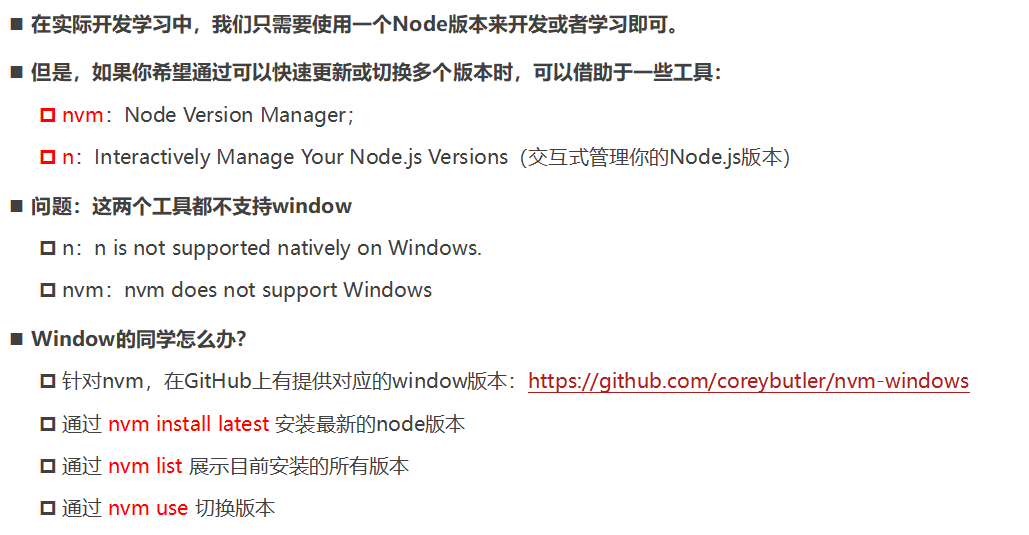 在实际开发学习中，我们只需要使用一个Node版本来开发或者学习即可。
但是，如果你希望通过可以快速更新或切换多个版本时，可以借助于一些工具：
nvm：Node Version Manager；
n：Interactively Manage Your Node.js Versions（交互式管理你的Node.js版本）
问题：这两个工具都不支持window
n：n is not supported natively on Windows.
nvm：nvm does not support Windows
Window的同学怎么办？
针对nvm，在GitHub上有提供对应的window版本：https://github.com/coreybutler/nvm-windows
通过 nvm install latest 安装最新的node版本
通过 nvm list 展示目前安装的所有版本
通过 nvm use 切换版本